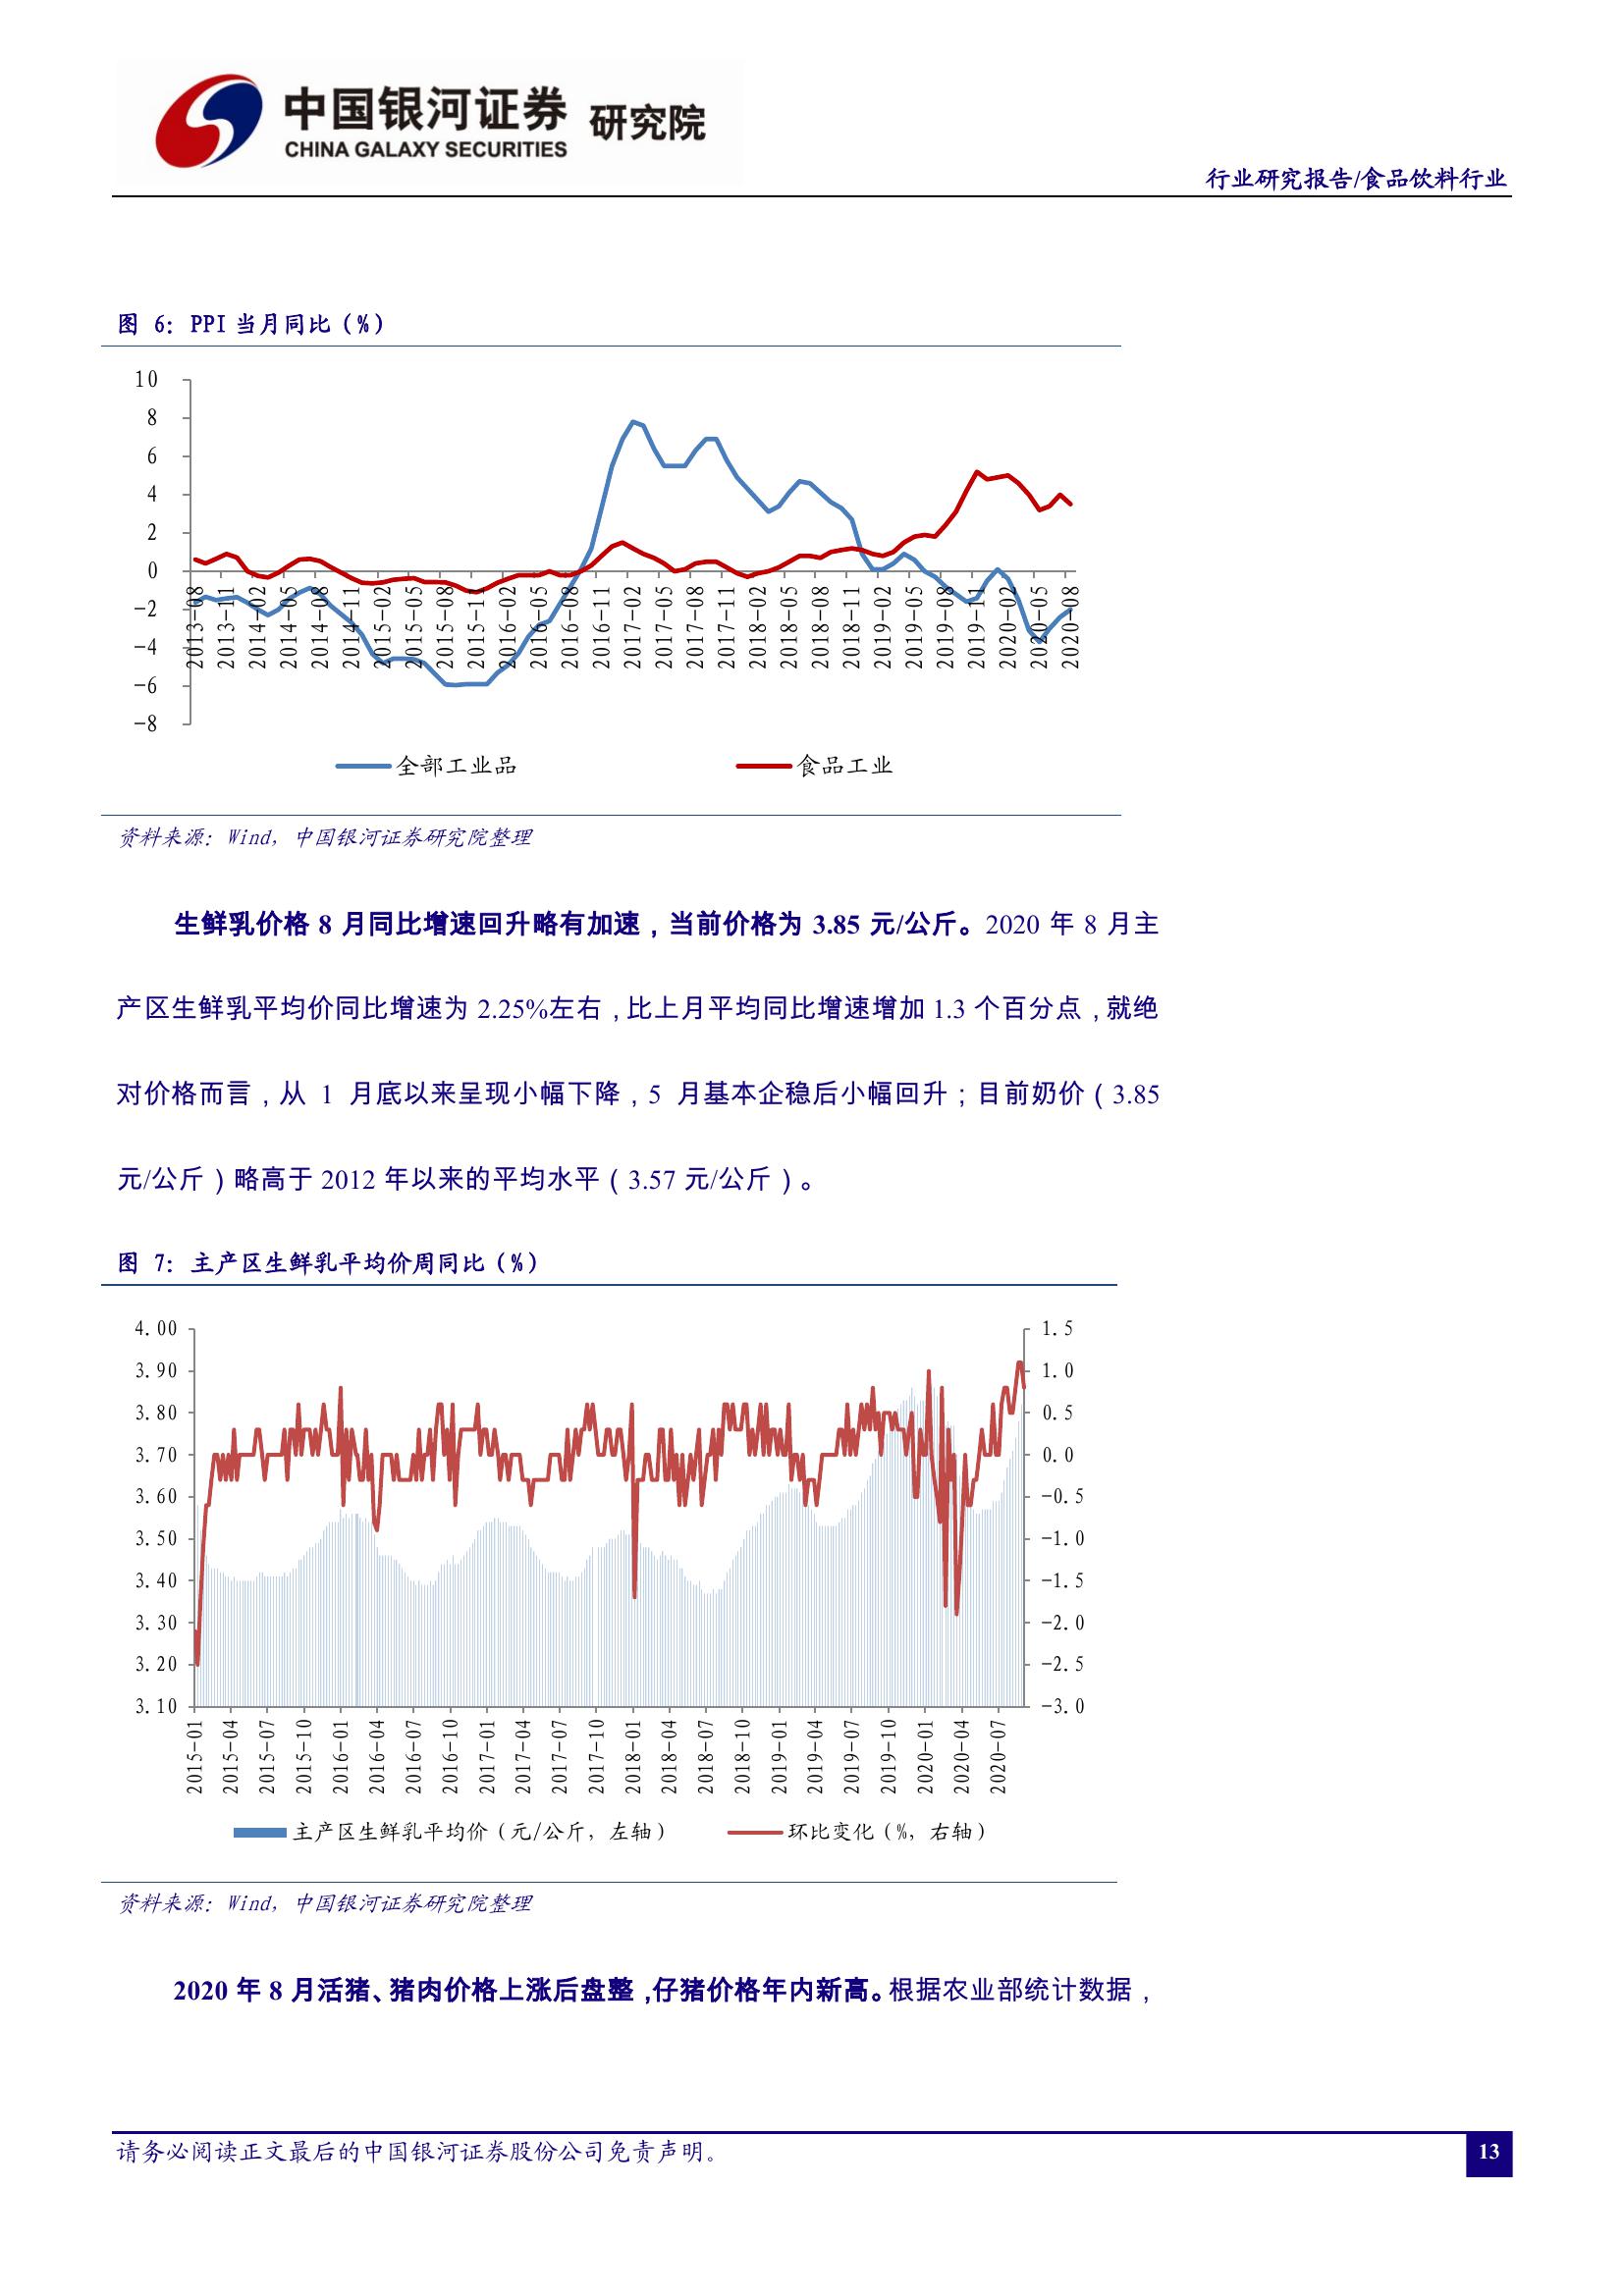 中国银河证券 研究院
CHINA GALAXY SECURITIES
行业研究报告/食品饮料行业
图 6: PPI 当月同比（%）
10
8
6
4
2
0
-2
-4
-6
-8
2013-08 2013-11 2014-02 2014-05 2014-08 2014-11 2015-02 2015-05 2015-08 2015-11 2016-02 2016-05 2016-08 2016-11 2017-02 2017-05 2017-08 2017-11 2018-02 2018-05 2018-08 2018-11 2019-02 2019-05 2019-08 2019-11 2020-02 2020-05 2020-08
全部工业品 食品工业
资料来源: Wind, 中国银河证券研究院整理
生鲜乳价格 8 月同比增速回升略有加速，当前价格为 3.85 元/公斤。2020 年 8 月主
产区生鲜乳平均价同比增速为 2.25%左右，比上月平均同比增速增加 1.3 个百分点，就绝
对价格而言，从 1 月底以来呈现小幅下降，5 月基本企稳后小幅回升；目前奶价（3.85
元/公斤）略高于 2012 年以来的平均水平（3.57 元/公斤）。
图 7: 主产区生鲜乳平均价周同比（%）
4.00 1.5
3.90 1.0
3.80 0.5
3.70 0.0
3.60 -0.5
3.50 -1.0
3.40 -1.5
3.30 -2.0
3.20 -2.5
3.10 -3.0
2015-01 2015-04 2015-07 2015-10 2016-01 2016-04 2016-07 2016-10 2017-01 2017-04 2017-07 2017-10 2018-01 2018-04 2018-07 2018-10 2019-01 2019-04 2019-07 2019-10 2020-01 2020-04 2020-07
主产区生鲜乳平均价（元/公斤, 左轴） 环比变化（%, 右轴）
资料来源: Wind, 中国银河证券研究院整理
2020 年 8 月活猪、猪肉价格上涨后盘整，仔猪价格年内新高。根据农业部统计数据，
请务必阅读正文最后的中国银河证券股份公司免责声明。
13